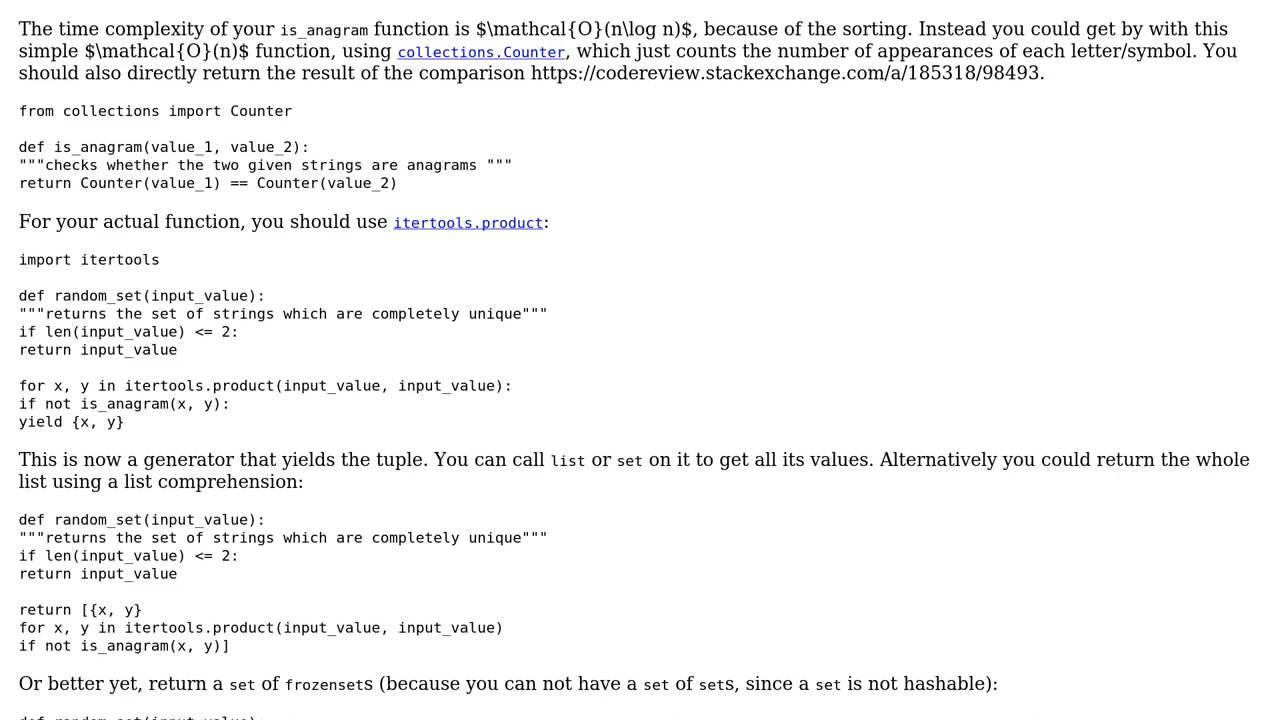 The time complexity of your is_anagram function is $\mathcal{O}(n\log n)$, because of the sorting. Instead you could get by with this
simple $\mathcal{O}(n)$ function, using collections.Counter, which just counts the number of appearances of each letter/symbol. You
should also directly return the result of the comparison https://codereview.stackexchange.com/a/185318/98493.
from collections import Counter
def is_anagram(value_1, value_2):
"""checks whether the two given strings are anagrams """
return Counter(value_1) == Counter(value_2)
For your actual function, you should use itertools.product:
import itertools
def random_set(input_value):
"""returns the set of strings which are completely unique"""
if len(input_value) <= 2:
return input_value
for x, y in itertools.product(input_value, input_value):
if not is_anagram(x, y):
yield {x, y}
This is now a generator that yields the tuple. You can call list or set on it to get all its values. Alternatively you could return the whole
list using a list comprehension:
def random_set(input_value):
"""returns the set of strings which are completely unique"""
if len(input_value) <= 2:
return input_value
return [{x, y}
for x, y in itertools.product(input_value, input_value)
if not is_anagram(x, y)]
Or better yet, return a set of frozensets (because you can not have a set of sets, since a set is not hashable):
def random_set(input_value):